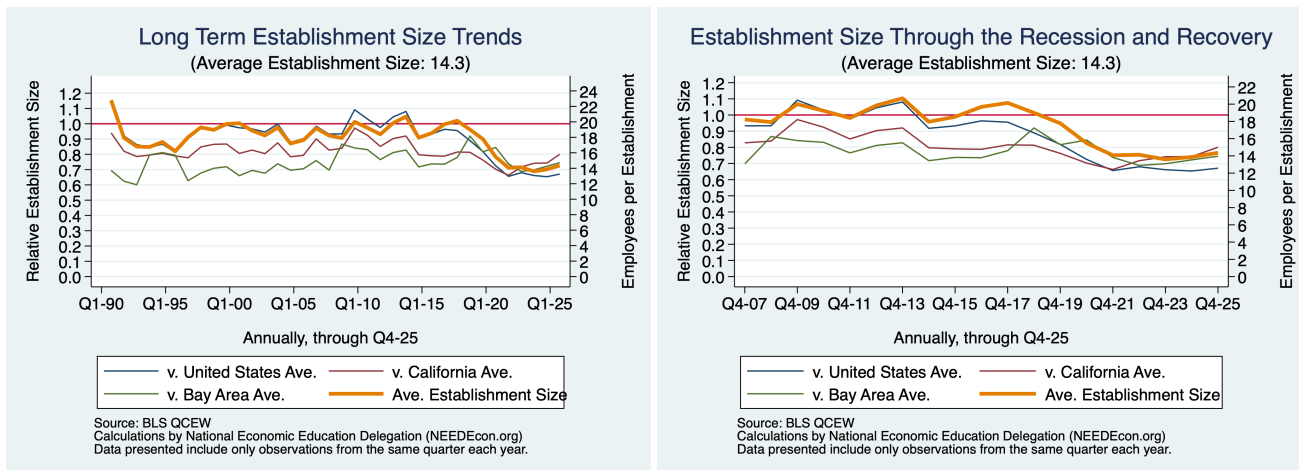 Long Term Establishment Size Trends
(Average Establishment Size: 14.3)
Relative Establishment Size
1.2
1.1
1.0
0.9
0.8
0.7
0.6
0.5
0.4
0.3
0.2
0.1
0.0
24
22
20
18
16
14
12
10
8
6
4
2
0
Employees per Establishment
Q1-90 Q1-95 Q1-00 Q1-05 Q1-10 Q1-15 Q1-20 Q1-25
Annually, through Q4-25
v. United States Ave. v. California Ave.
v. Bay Area Ave. Ave. Establishment Size
Source: BLS QCEW
Calculations by National Economic Education Delegation (NEEDEcon.org)
Data presented include only observations from the same quarter each year.
Establishment Size Through the Recession and Recovery
(Average Establishment Size: 14.3)
Relative Establishment Size
1.2
1.1
1.0
0.9
0.8
0.7
0.6
0.5
0.4
0.3
0.2
0.1
0.0
22
20
18
16
14
12
10
8
6
4
2
0
Employees per Establishment
Q4-07 Q4-09 Q4-11 Q4-13 Q4-15 Q4-17 Q4-19 Q4-21 Q4-23 Q4-25
Annually, through Q4-25
v. United States Ave. v. California Ave.
v. Bay Area Ave. Ave. Establishment Size
Source: BLS QCEW
Calculations by National Economic Education Delegation (NEEDEcon.org)
Data presented include only observations from the same quarter each year.